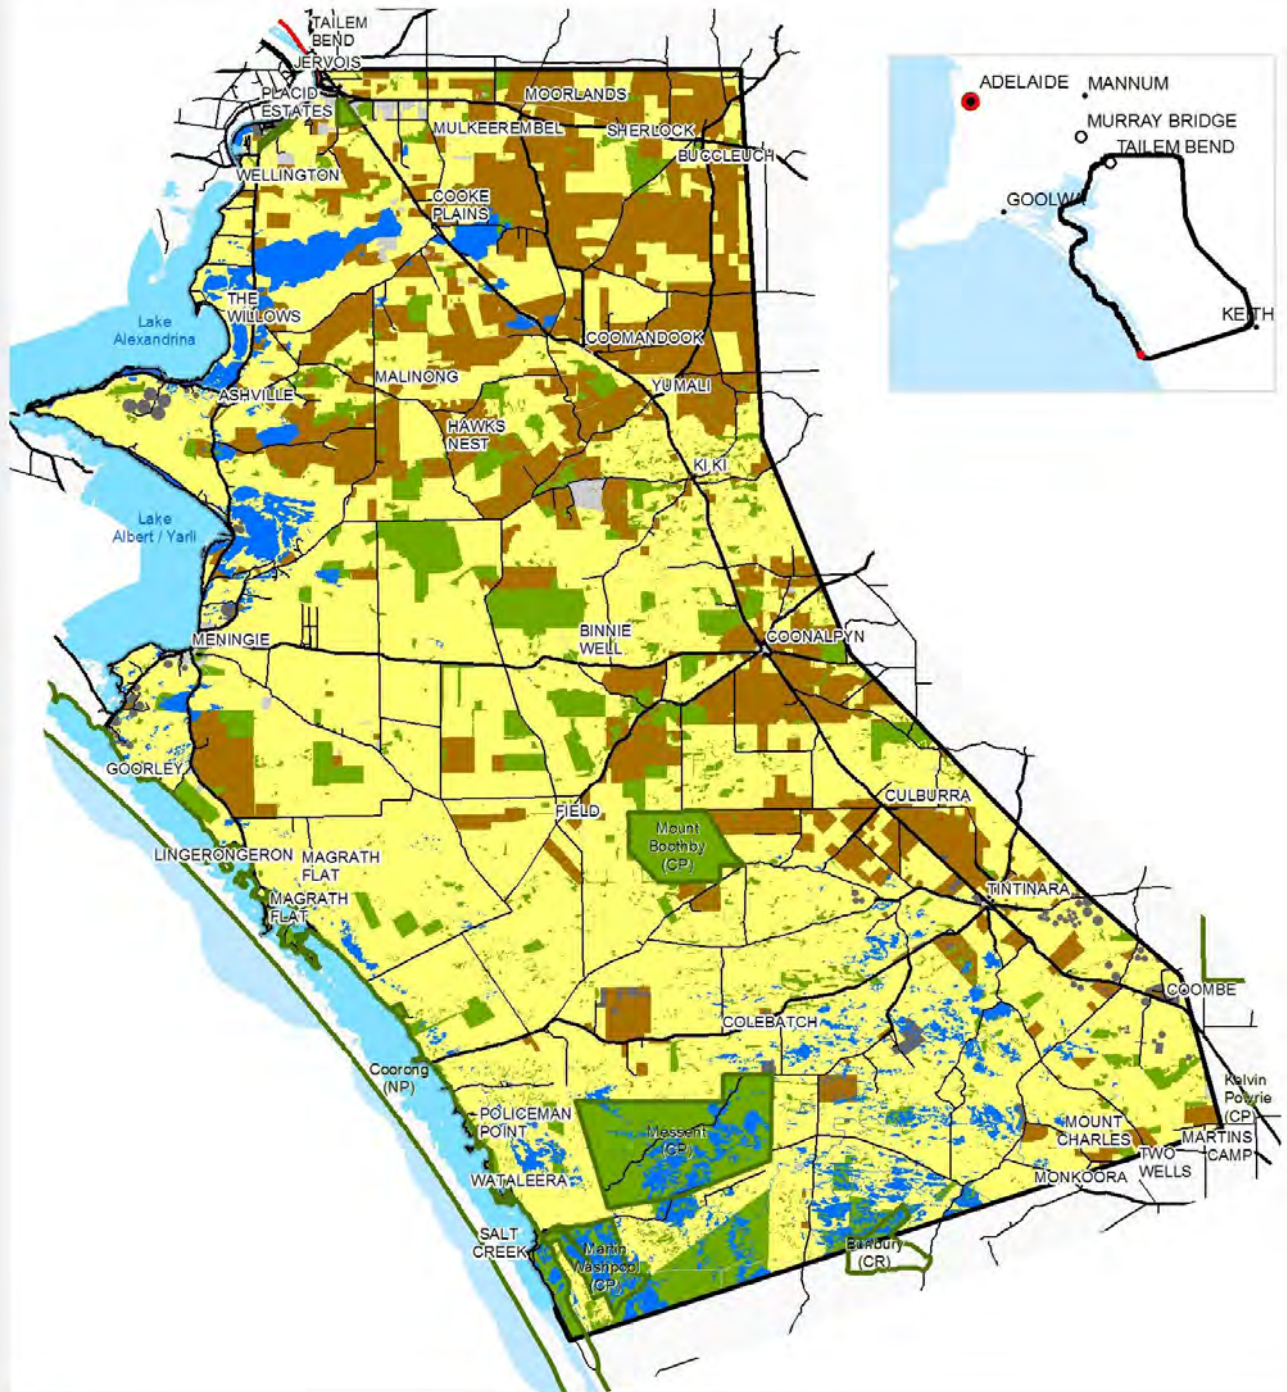 TAILEM
BEND
JERVOIS
PLACID
ESTATES
MOORLANDS
MULKEEREMBEL
SHERLOCK
BUCCLEUCH
WELLINGTON
COOKE
PLAINS
THE
WILLOWS
Lake
Alexandrina
COOMANDOOK
MALINONG
YUMALI
ASHVILLE
HAWKS
NEST
KI KI
Lake
Albert / Yarli
MENINGIE
BINNIE
WELL
COONALPYN
GOORLEY
FIELD
CULBURRA
Mount
Boothby
(CP)
LINGERONGERON
MAGRATH
FLAT
MAGRATH
FLAT
TINTINARA
COOMBE
COLEBATCH
Coorong
(NP)
POLICEMAN
POINT
Messent
(CP)
MOUNT
CHARLES
Kelvin
Powrie
(CP)
MARTINS
CAMP
TWO
WELLS
MONKOORA
WATALEERA
SALT
CREEK
Martin
Washpool
(CP)
Bunbury
(CR)
ADELAIDE
MANNUM
MURRAY BRIDGE
TAILEM BEND
GOOLWA
KEITH